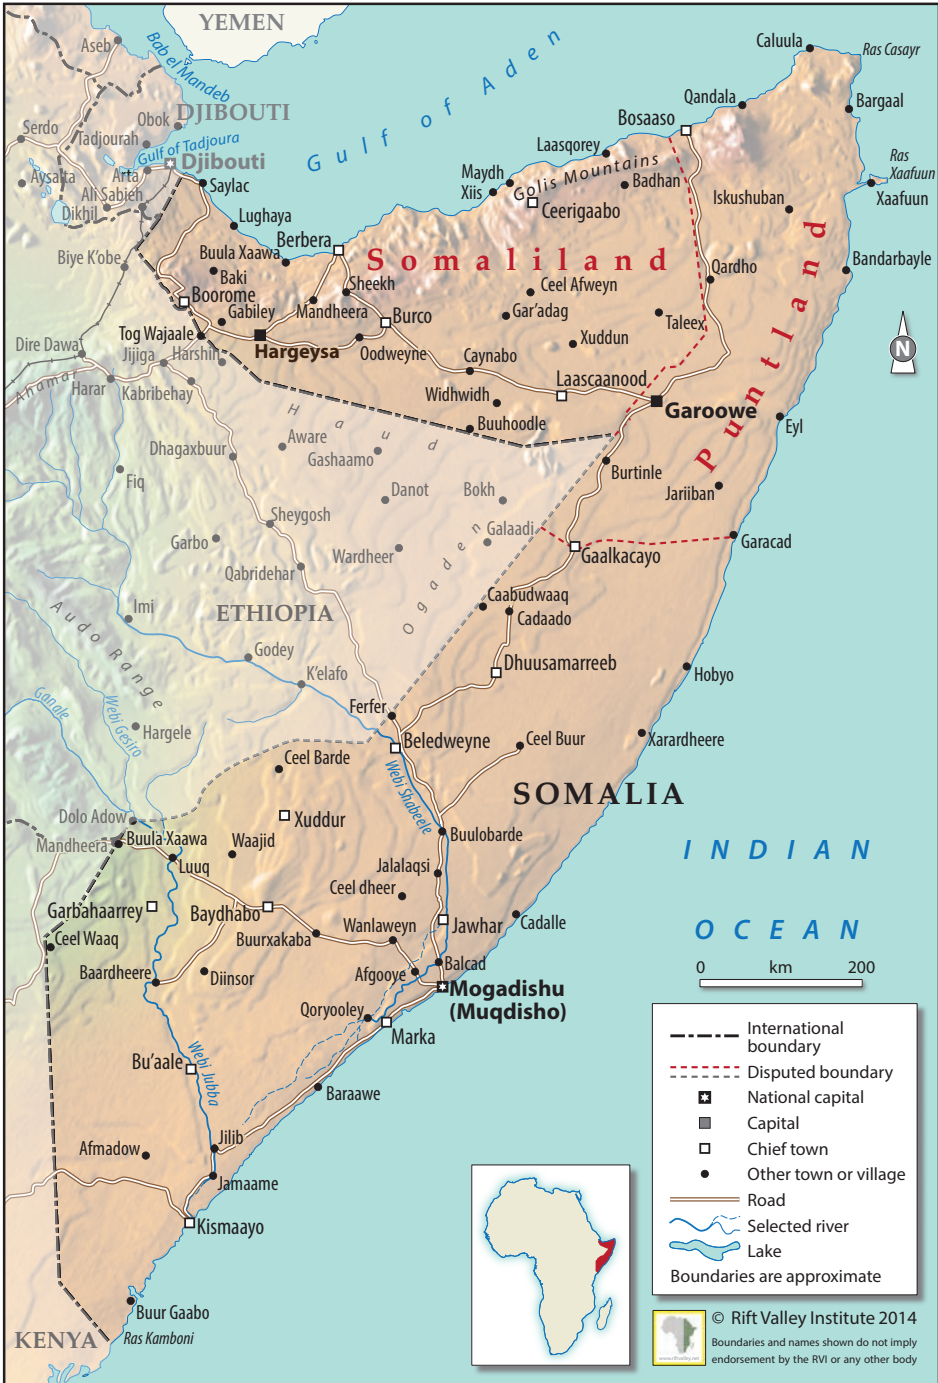 YEMEN
Aseb
Bab el Mandeb
Caluula
Ras Casayr
Gulf of Aden
Qandala
Bargaal
DJIBOUTI
Obok
Bosaaso
Serdo
Tadjourah
Gulf of Tadjoura
Laasqorey
Ras
Xaafuun
Djibouti
Golis Mountains
Aysaita
Arta
Saylac
Maydh
Xiis
Badhan
Xaafuun
Ali Sabieh
Dikhil
Ceerigaabo
Iskushuban
Lughaya
Berbera
Biye K'obe
Buula Xaawa
Somaliland
Puntland
Bandarbayle
Baki
Sheekh
Ceel Afweyn
Qardho
Boorome
Gabiley
Mandheera
Burco
Gar'adag
Taleex
Tog Wajaale
Xuddun
Dire Dawa
Jijiga
Harshin
Hargeysa
Oodweyne
Caynabo
N
Ahamar
Harar
Kabribehay
Laascaanood
Widhwidh
Garoowe
Haud
Buuhoodle
Eyl
Aware
Dhagaxbuur
Gashaamo
Burtinle
Fiq
Danot
Bokh
Jariiban
Sheygosh
Galaadi
Garacad
Garbo
Wardheer
Gaalkacayo
Qabridehar
Ogaden
Imi
ETHIOPIA
Caabudwaaq
Cadaado
Audo Range
Godey
K'elafo
Dhuusamarreeb
Hobyo
Ganale
Webi Gesiro
Ferfer
Hargele
Beledweyne
Ceel Buur
Xarardheere
Ceel Barde
Webi Shabeele
SOMALIA
Dolo Adow
Xuddur
Mandheera
Buula Xaawa
Waajid
Buulobarde
INDIAN
OCEAN
Luuq
Jalalaqsi
Ceel dheer
Garbahaarrey
Baydhabo
Wanlaweyn
Jawhar
Cadalle
Ceel Waaq
Buurxakaba
Baardheere
Diinsor
Afgooye
Balcad
Mogadishu
(Muqdisho)
Qoryooley
Marka
Bu'aale
Webi Jubba
Baraawe
Jilib
Afmadow
Jamaame
Kismaayo
Buur Gaabo
KENYA
Ras Kamboni
0 km 200
International
boundary
Disputed boundary
National capital
Capital
Chief town
Other town or village
Road
Selected river
Lake
Boundaries are approximate
© Rift Valley Institute 2014
www.riftvalley.net
Boundaries and names shown do not imply
endorsement by the RVI or any other body